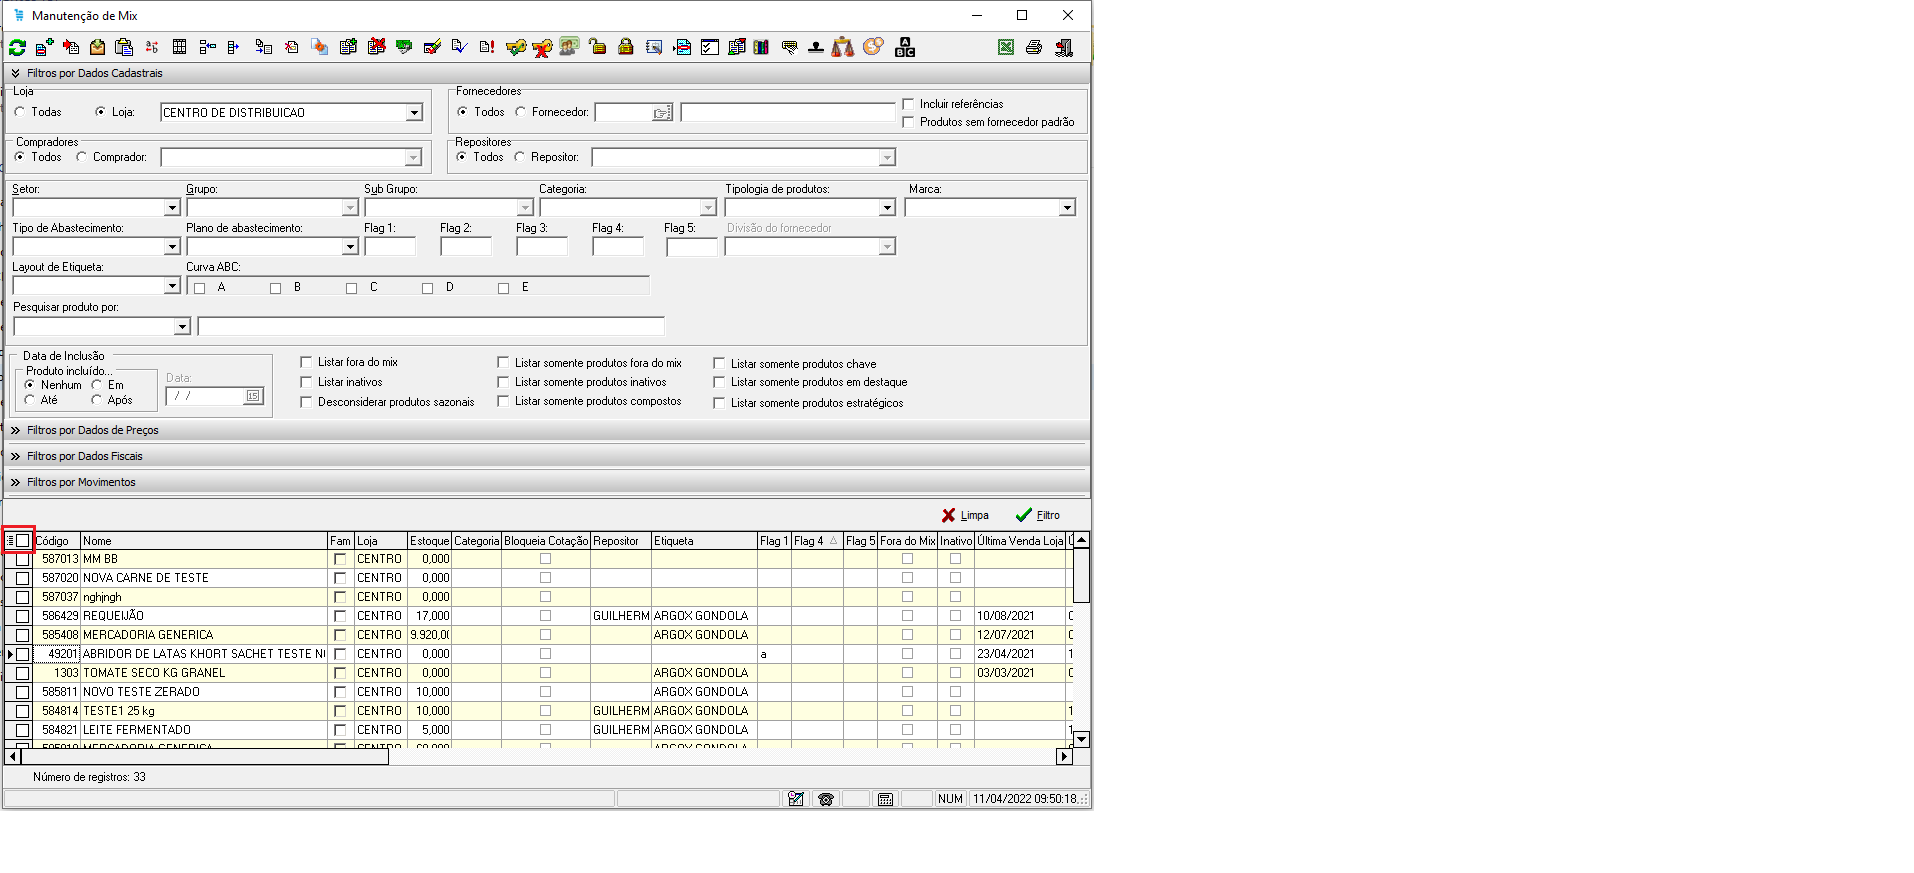 Manutenção de Mix
Filtros por Dados Cadastrais
Loja
Todas
Loja:
CENTRO DE DISTRIBUICAO
Fornecedores
Todos
Fornecedor:
Incluir referências
Produtos sem fornecedor padrão
Compradores
Todos
Comprador:
Repositores
Todos
Repositor:
Setor:
Grupo:
Sub Grupo:
Categoria:
Tipologia de produtos:
Marca:
Tipo de Abastecimento:
Plano de abastecimento:
Flag 1:
Flag 2:
Flag 3:
Flag 4:
Flag 5:
Divisão do fornecedor
Layout de Etiqueta:
Curva ABC:
A
B
C
D
E
Pesquisar produto por:
Data de Inclusão
Produto incluído...
Nenhum
Em
Até
Após
Data:
/ /
15
Listar fora do mix
Listar inativos
Desconsiderar produtos sazonais
Listar somente produtos fora do mix
Listar somente produtos inativos
Listar somente produtos compostos
Listar somente produtos chave
Listar somente produtos em destaque
Listar somente produtos estratégicos
Filtros por Dados de Preços
Filtros por Dados Fiscais
Filtros por Movimentos
Limpa
Filtro
Código Nome Fam Loja Estoque Categoria Bloqueia Cotação Repositor Etiqueta Flag 1 Flag 4 Flag 5 Fora do Mix Inativo Última Venda Loja
587013 MM BB CENTRO 0,000
587020 NOVA CARNE DE TESTE CENTRO 0,000
587037 nghjngh CENTRO 0,000
586429 REQUEIJÃO CENTRO 17,000 GUILHERM ARGOX GONDOLA 10/08/2021
585408 MERCADORIA GENERICA CENTRO 9.920,0 ARGOX GONDOLA 12/07/2021
49201 ABRIDOR DE LATAS KHORT SACHET TESTE CENTRO 0,000 a 23/04/2021 1
1303 TOMATE SECO KG GRANEL CENTRO 0,000 ARGOX GONDOLA 03/03/2021
585811 NOVO TESTE ZERADO CENTRO 10,000 ARGOX GONDOLA
584814 TESTE1 25 kg CENTRO 10,000 GUILHERM ARGOX GONDOLA 1
584821 LEITE FERMENTADO CENTRO 5,000 GUILHERM ARGOX GONDOLA 1
MERCADORIA GENERICA CENTRO ARGOX GONDOLA
Número de registros: 33
NUM
11/04/2022 09:50:18